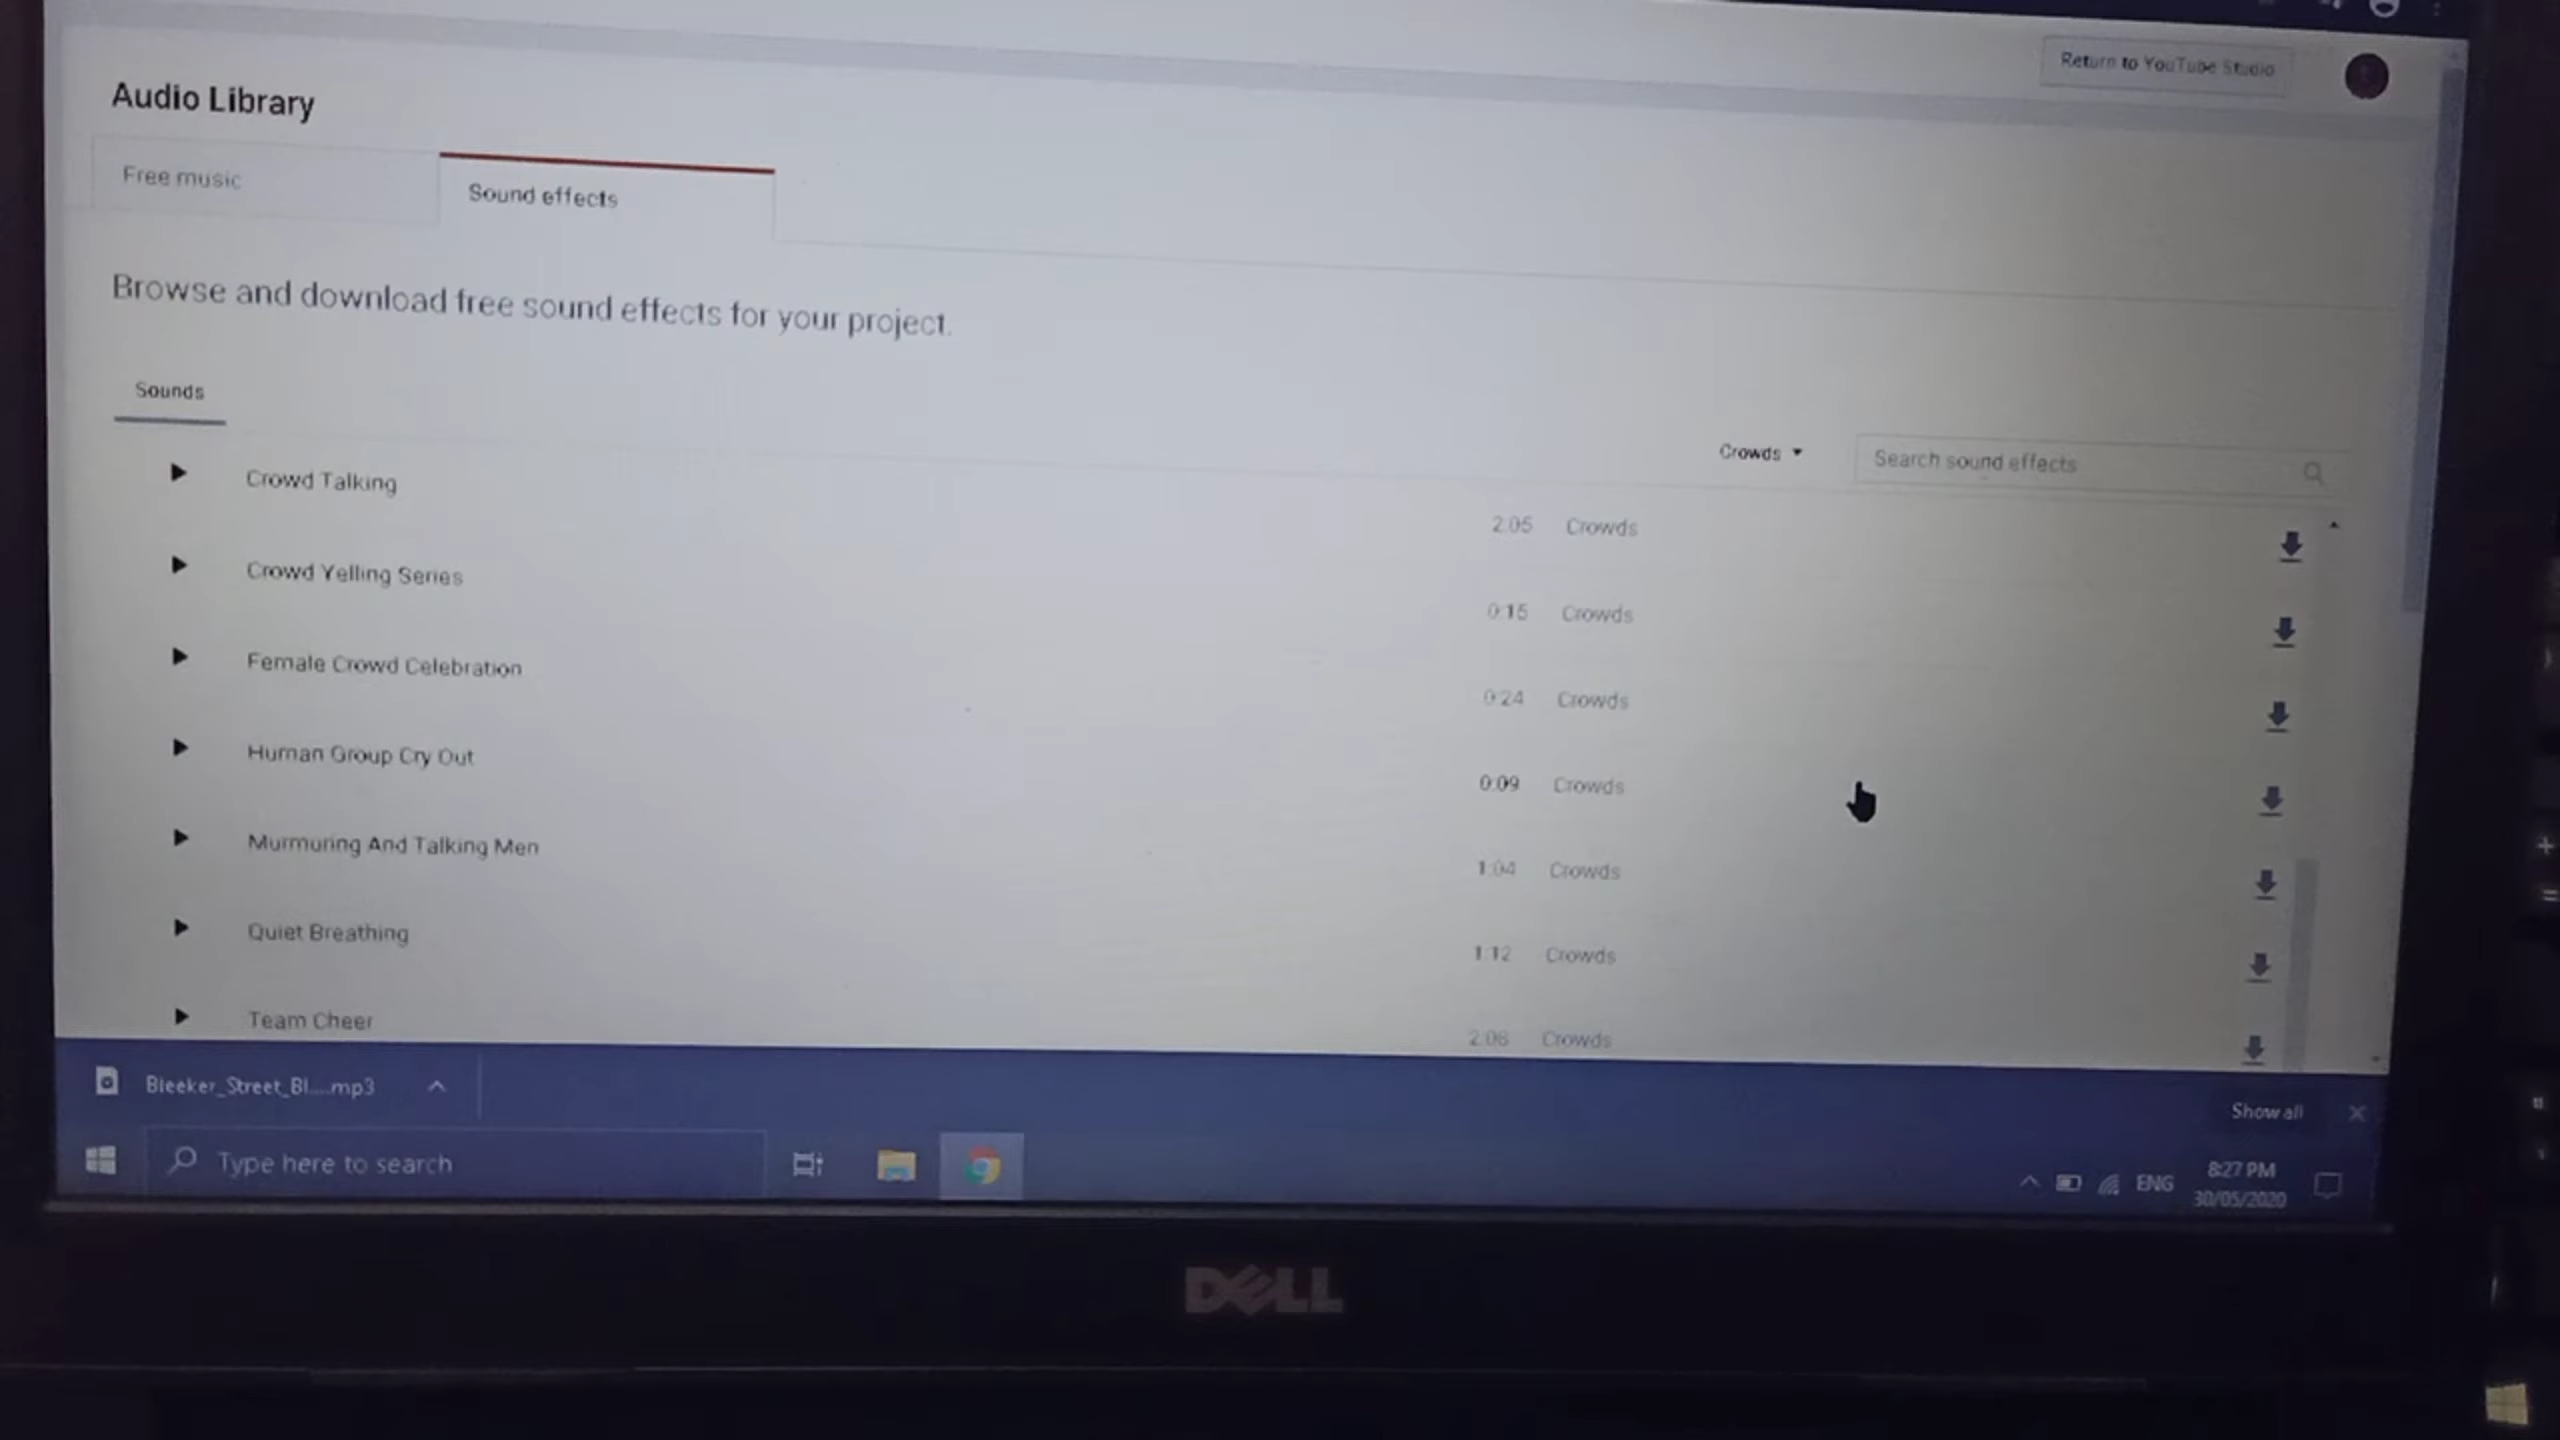 Return to YouTube Studio
Audio Library
Free music
Sound effects
Browse and download free sound effects for your project.
Sounds
Crowds
Search sound effects
Crowd Talking 2:05 Crowds
Crowd Yelling Series 0:15 Crowds
Female Crowd Celebration 0:24 Crowds
Human Group Cry Out 0:09 Crowds
Murmuring And Talking Men 1:04 Crowds
Quiet Breathing 1:12 Crowds
Team Cheer Crowds
Bleeker_Street_Bl....mp3
Show all
Type here to search
ENG
8:27 PM
30/05/2020
DELL